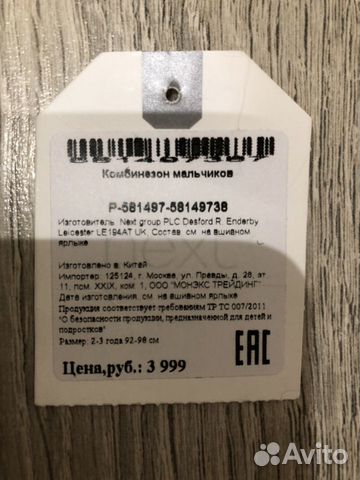 Комбинезон мальчиков
P-581497-58149738
Изготовитель: Next group PLC Desford R. Enderby
Leicester LE194AT UK, Состав: см. на вшивном
ярлыке
Изготовлено в: Китай
Импортер: 125124, г. Москва, ул. Правды, д. 26, эт.
11, пом. XXIX, ком. 1, ООО "МОНЭКС ТРЕЙДИНГ"
Дата изготовления: см. на вшивном ярлыке
Продукция соответствует требованиям ТР ТС 007/2011
"О безопасности продукции, предназначенной для детей и
подростков"
Размер: 2-3 года 92-98 см
EAC
Цена,руб.: 3 999
Avito